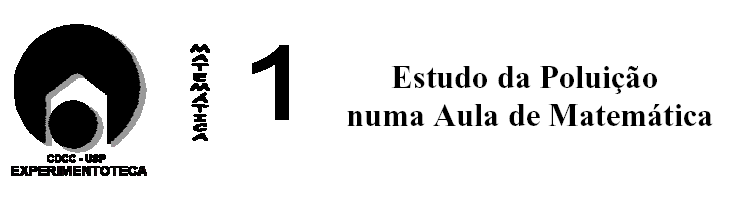 CDCC - USP
EXPERIMENTOTECA
MATEMÁTICA
1
Estudo da Poluição
numa Aula de Matemática